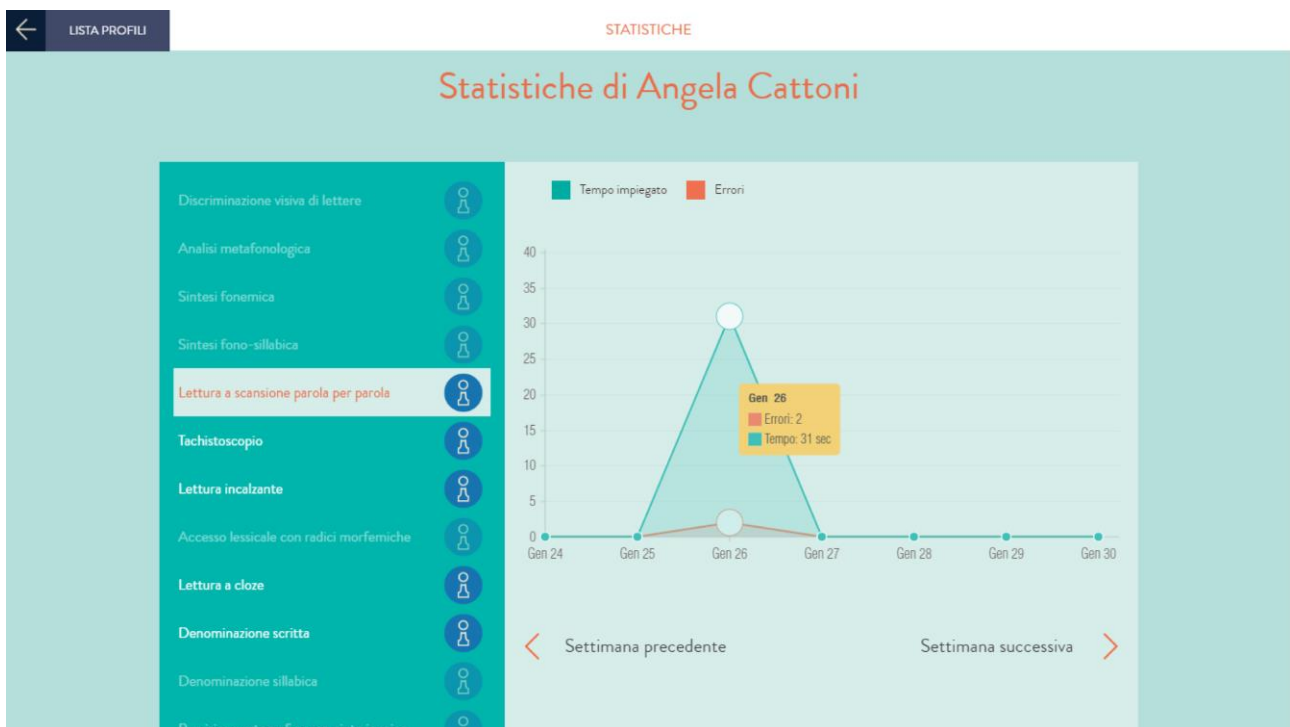 LISTA PROFILI
STATISTICHE
Statistiche di Angela Cattoni
Discriminazione visiva di lettere
Analisi metafonologica
Sintesi fonemica
Sintesi fono-sillabica
Lettura a scansione parola per parola
Tachistoscopio
Lettura incalzante
Accesso lessicale con radici morfemiche
Lettura a cloze
Denominazione scritta
Denominazione sillabica
Tempo impiegato Errori
40
35
30
25
20
15
10
5
0
Gen 26
Errori: 2
Tempo: 31 sec
Gen 24 Gen 25 Gen 26 Gen 27 Gen 28 Gen 29 Gen 30
Settimana precedente Settimana successiva